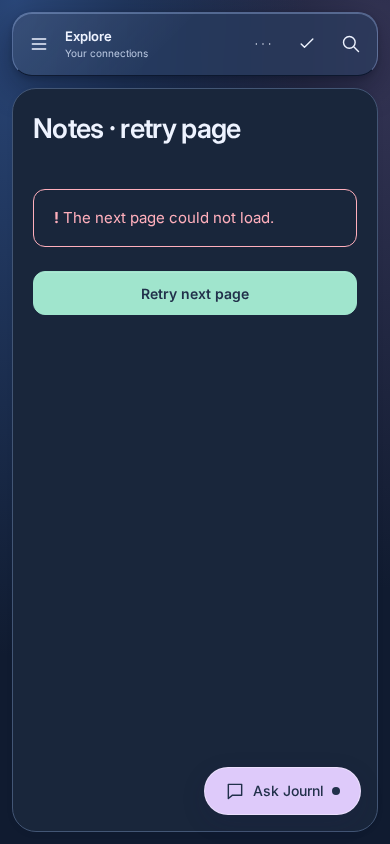 Explore
Your connections
Notes · retry page
! The next page could not load.
Retry next page
Ask Journl